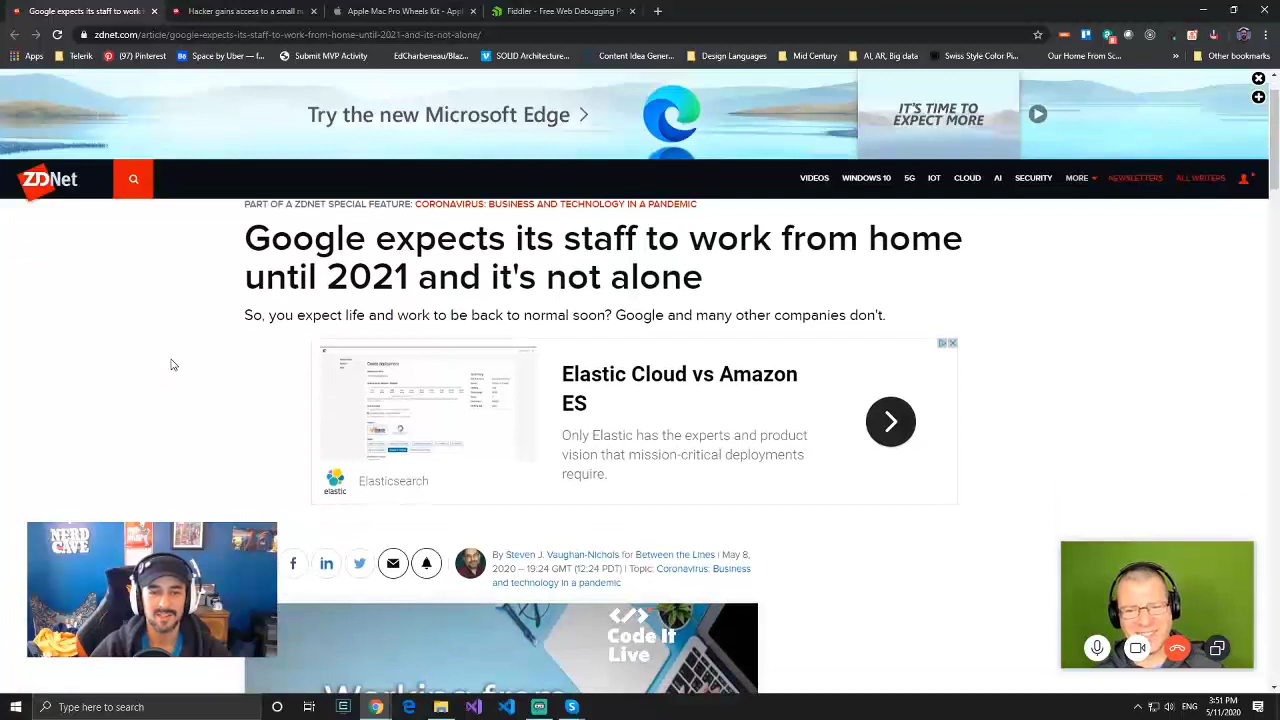 Google expects its staff to work fr
Hacker gains access to a small nu
Apple Mac Pro Wheels Kit - Appl
Fiddler - Free Web Debugging P
zdnet.com/article/google-expects-its-staff-to-work-from-home-until-2021-and-its-not-alone/
Apps
Telerik
(97) Pinterest
Space by Uber — f...
Submit MVP Activity
EdCharbeneau/Blaz...
SOLID Architecture...
Content Idea Gener...
Design Languages
Mid Century
AI, AR, Big data
Swiss Style Color Pi...
Our Home From Sc...
Other bookmarks
Try the new Microsoft Edge >
IT'S TIME TO
EXPECT MORE
ZDNet
VIDEOS
WINDOWS 10
5G
IOT
CLOUD
AI
SECURITY
MORE
NEWSLETTERS
ALL WRITERS
PART OF A ZDNET SPECIAL FEATURE: CORONAVIRUS: BUSINESS AND TECHNOLOGY IN A PANDEMIC
Google expects its staff to work from home
until 2021 and it's not alone
So, you expect life and work to be back to normal soon? Google and many other companies don't.
Elastic Cloud vs Amazon
ES
Only Elastic has the experts and product
vision that mission-critical deployments
require.
elastic
Elasticsearch
By Steven J. Vaughan-Nichols for Between the Lines | May 8,
2020 -- 19:24 GMT (12:24 PDT) | Topic: Coronavirus: Business
and technology in a pandemic
Code It
Live
Working from
Type here to search
3:51 PM
5/11/2020